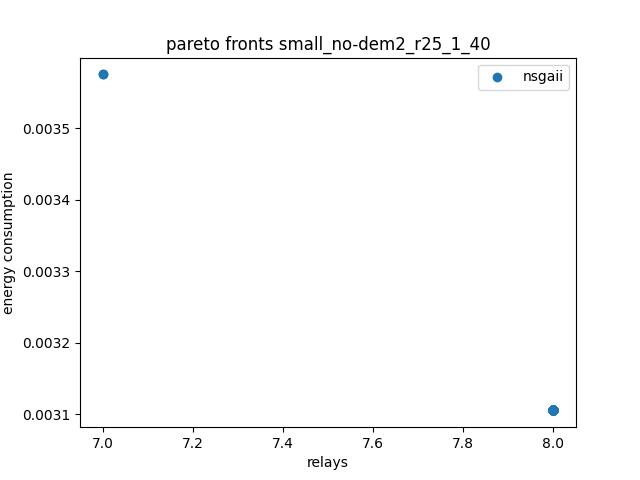 pareto fronts small_no-dem2_r25_1_40
nsgaii
energy consumption
0.0035
0.0034
0.0033
0.0032
0.0031
7.0 7.2 7.4 7.6 7.8 8.0
relays